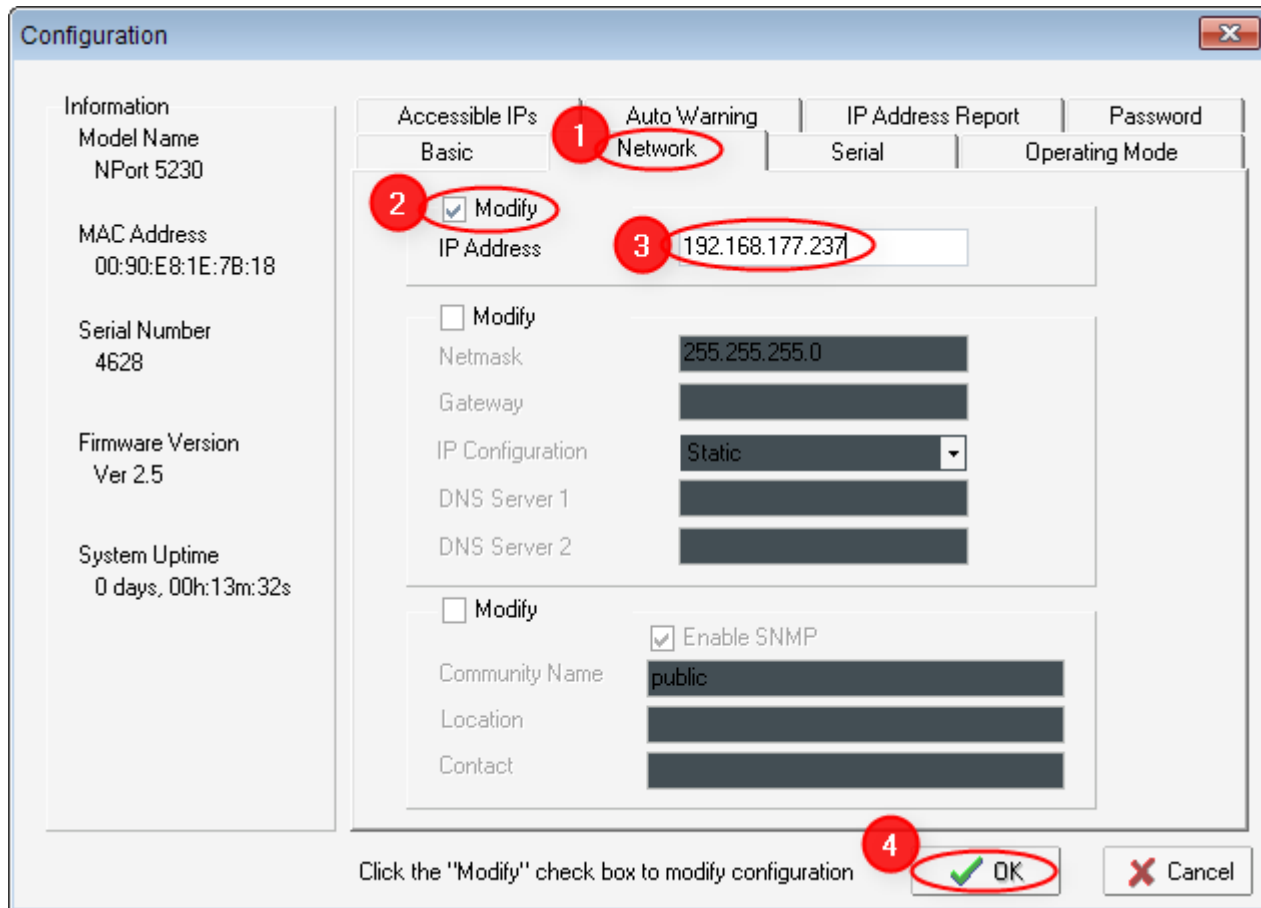 Configuration
Information
Model Name
NPort 5230
MAC Address
00:90:E8:1E:7B:18
Serial Number
4628
Firmware Version
Ver 2.5
System Uptime
0 days, 00h:13m:32s
Accessible IPs Auto Warning IP Address Report Password
1
Basic Network Serial Operating Mode
2 Modify
IP Address 3 192.168.177.237
Modify
Netmask 255.255.255.0
Gateway
IP Configuration Static
DNS Server 1
DNS Server 2
Modify
Enable SNMP
Community Name public
Location
Contact
4
Click the "Modify" check box to modify configuration OK Cancel